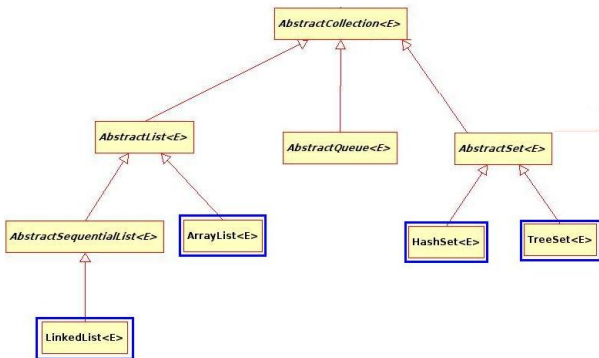 AbstractCollection<E>
AbstractList<E>
AbstractQueue<E>
AbstractSet<E>
AbstractSequentialList<E>
ArrayList<E>
HashSet<E>
TreeSet<E>
LinkedList<E>